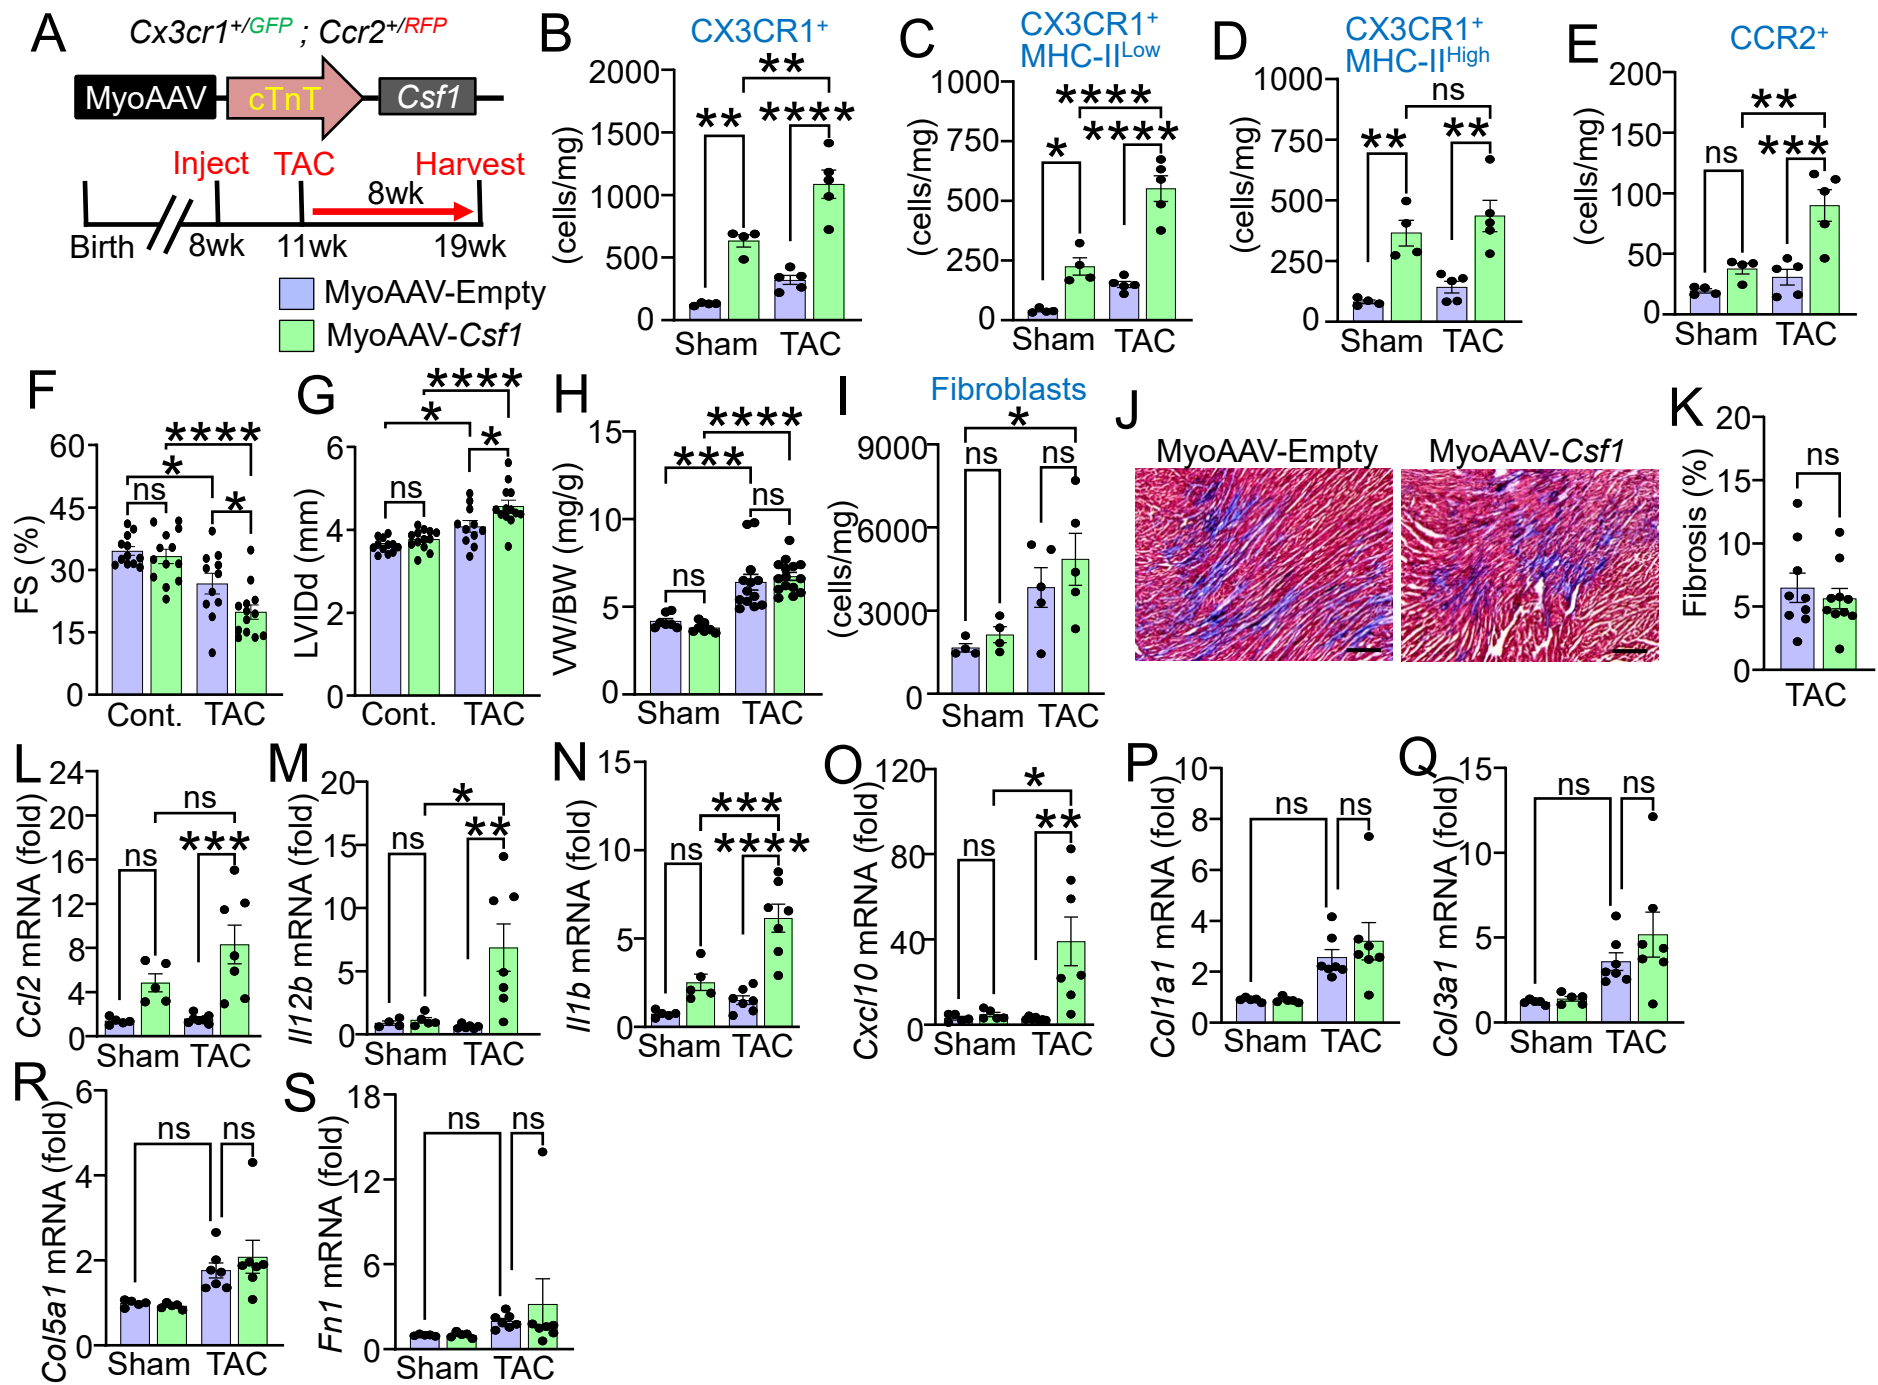 A
Cx3cr1+/GFP ; Ccr2+/RFP
MyoAAV cTnT Csf1
Inject TAC Harvest
8wk
Birth 8wk 11wk 19wk
MyoAAV-Empty
MyoAAV-Csf1
B
CX3CR1+
(cells/mg)
2000
1500
1000
500
0
** ** ****
Sham TAC
C
CX3CR1+
MHC-IILow
(cells/mg)
1000
750
500
250
0
* **** ****
Sham TAC
D
CX3CR1+
MHC-IIHigh
(cells/mg)
1000
750
500
250
0
** ns **
Sham TAC
E
CCR2+
(cells/mg)
200
150
100
50
0
ns ** ***
Sham TAC
F
FS (%)
60
45
30
15
0
**** * ns *
Cont. TAC
G
LVIDd (mm)
6
4
2
0
**** * ns *
Cont. TAC
H
VW/BW (mg/g)
15
10
5
0
**** *** ns ns
Sham TAC
I
Fibroblasts
(cells/mg)
9000
6000
3000
0
* ns ns
Sham TAC
J
MyoAAV-Empty MyoAAV-Csf1
K
Fibrosis (%)
20
15
10
5
0
ns
TAC
L
Ccl2 mRNA (fold)
24
20
16
12
8
4
0
ns ns ***
Sham TAC
M
Il12b mRNA (fold)
20
15
10
5
0
ns * **
Sham TAC
N
Il1b mRNA (fold)
15
10
5
0
ns *** ****
Sham TAC
O
Cxcl10 mRNA (fold)
120
80
40
0
ns * **
Sham TAC
P
Col1a1 mRNA (fold)
10
8
6
4
2
0
ns ns
Sham TAC
Q
Col3a1 mRNA (fold)
15
10
5
0
ns ns
Sham TAC
R
Col5a1 mRNA (fold)
6
4
2
0
ns ns
Sham TAC
S
Fn1 mRNA (fold)
18
12
6
0
ns ns
Sham TAC